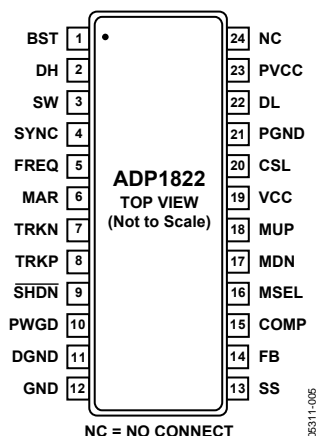 BST 1
DH 2
SW 3
SYNC 4
FREQ 5
MAR 6
TRKN 7
TRKP 8
SHDN 9
PWGD 10
DGND 11
GND 12
ADP1822
TOP VIEW
(Not to Scale)
24 NC
23 PVCC
22 DL
21 PGND
20 CSL
19 VCC
18 MUP
17 MDN
16 MSEL
15 COMP
14 FB
13 SS
NC = NO CONNECT
05311-005